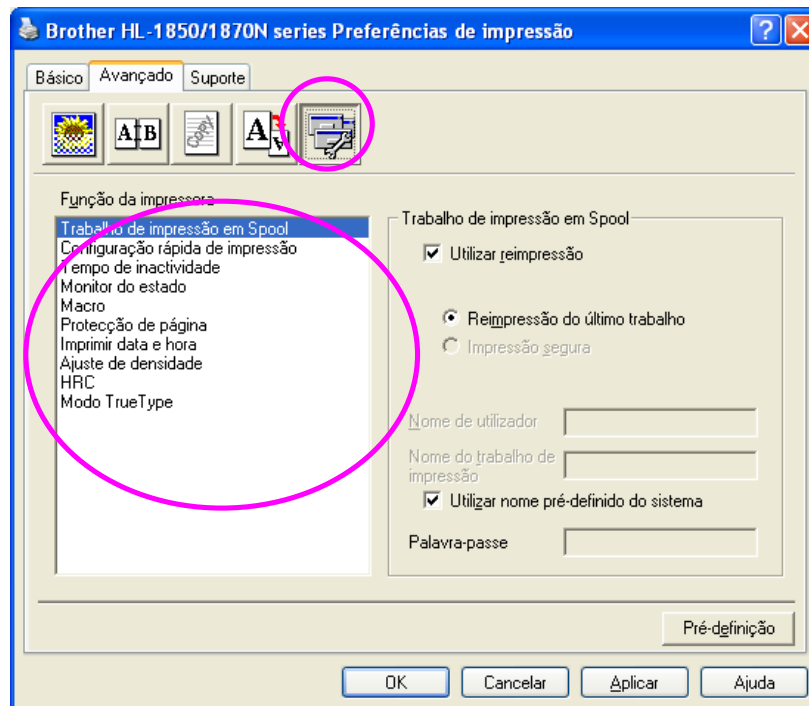 Brother HL-1850/1870N series Preferências de impressão
Básico Avançado Suporte
A B copy A A
Função da impressora
Trabalho de impressão em Spool
Configuração rápida de impressão
Tempo de inactividade
Monitor do estado
Macro
Protecção de página
Imprimir data e hora
Ajuste de densidade
HRC
Modo TrueType
Trabalho de impressão em Spool
Utilizar reimpressão
Reimpressão do último trabalho
Impressão segura
Nome de utilizador
Nome do trabalho de
impressão
Utilizar nome pré-definido do sistema
Palavra-passe
Pré-definição
OK Cancelar Aplicar Ajuda